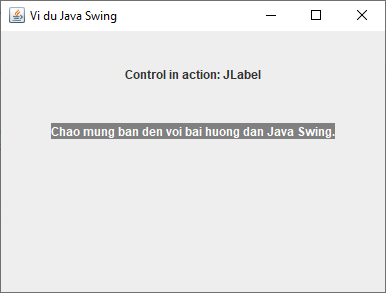 Vi du Java Swing
Control in action: JLabel
Chao mung ban den voi bai huong dan Java Swing.